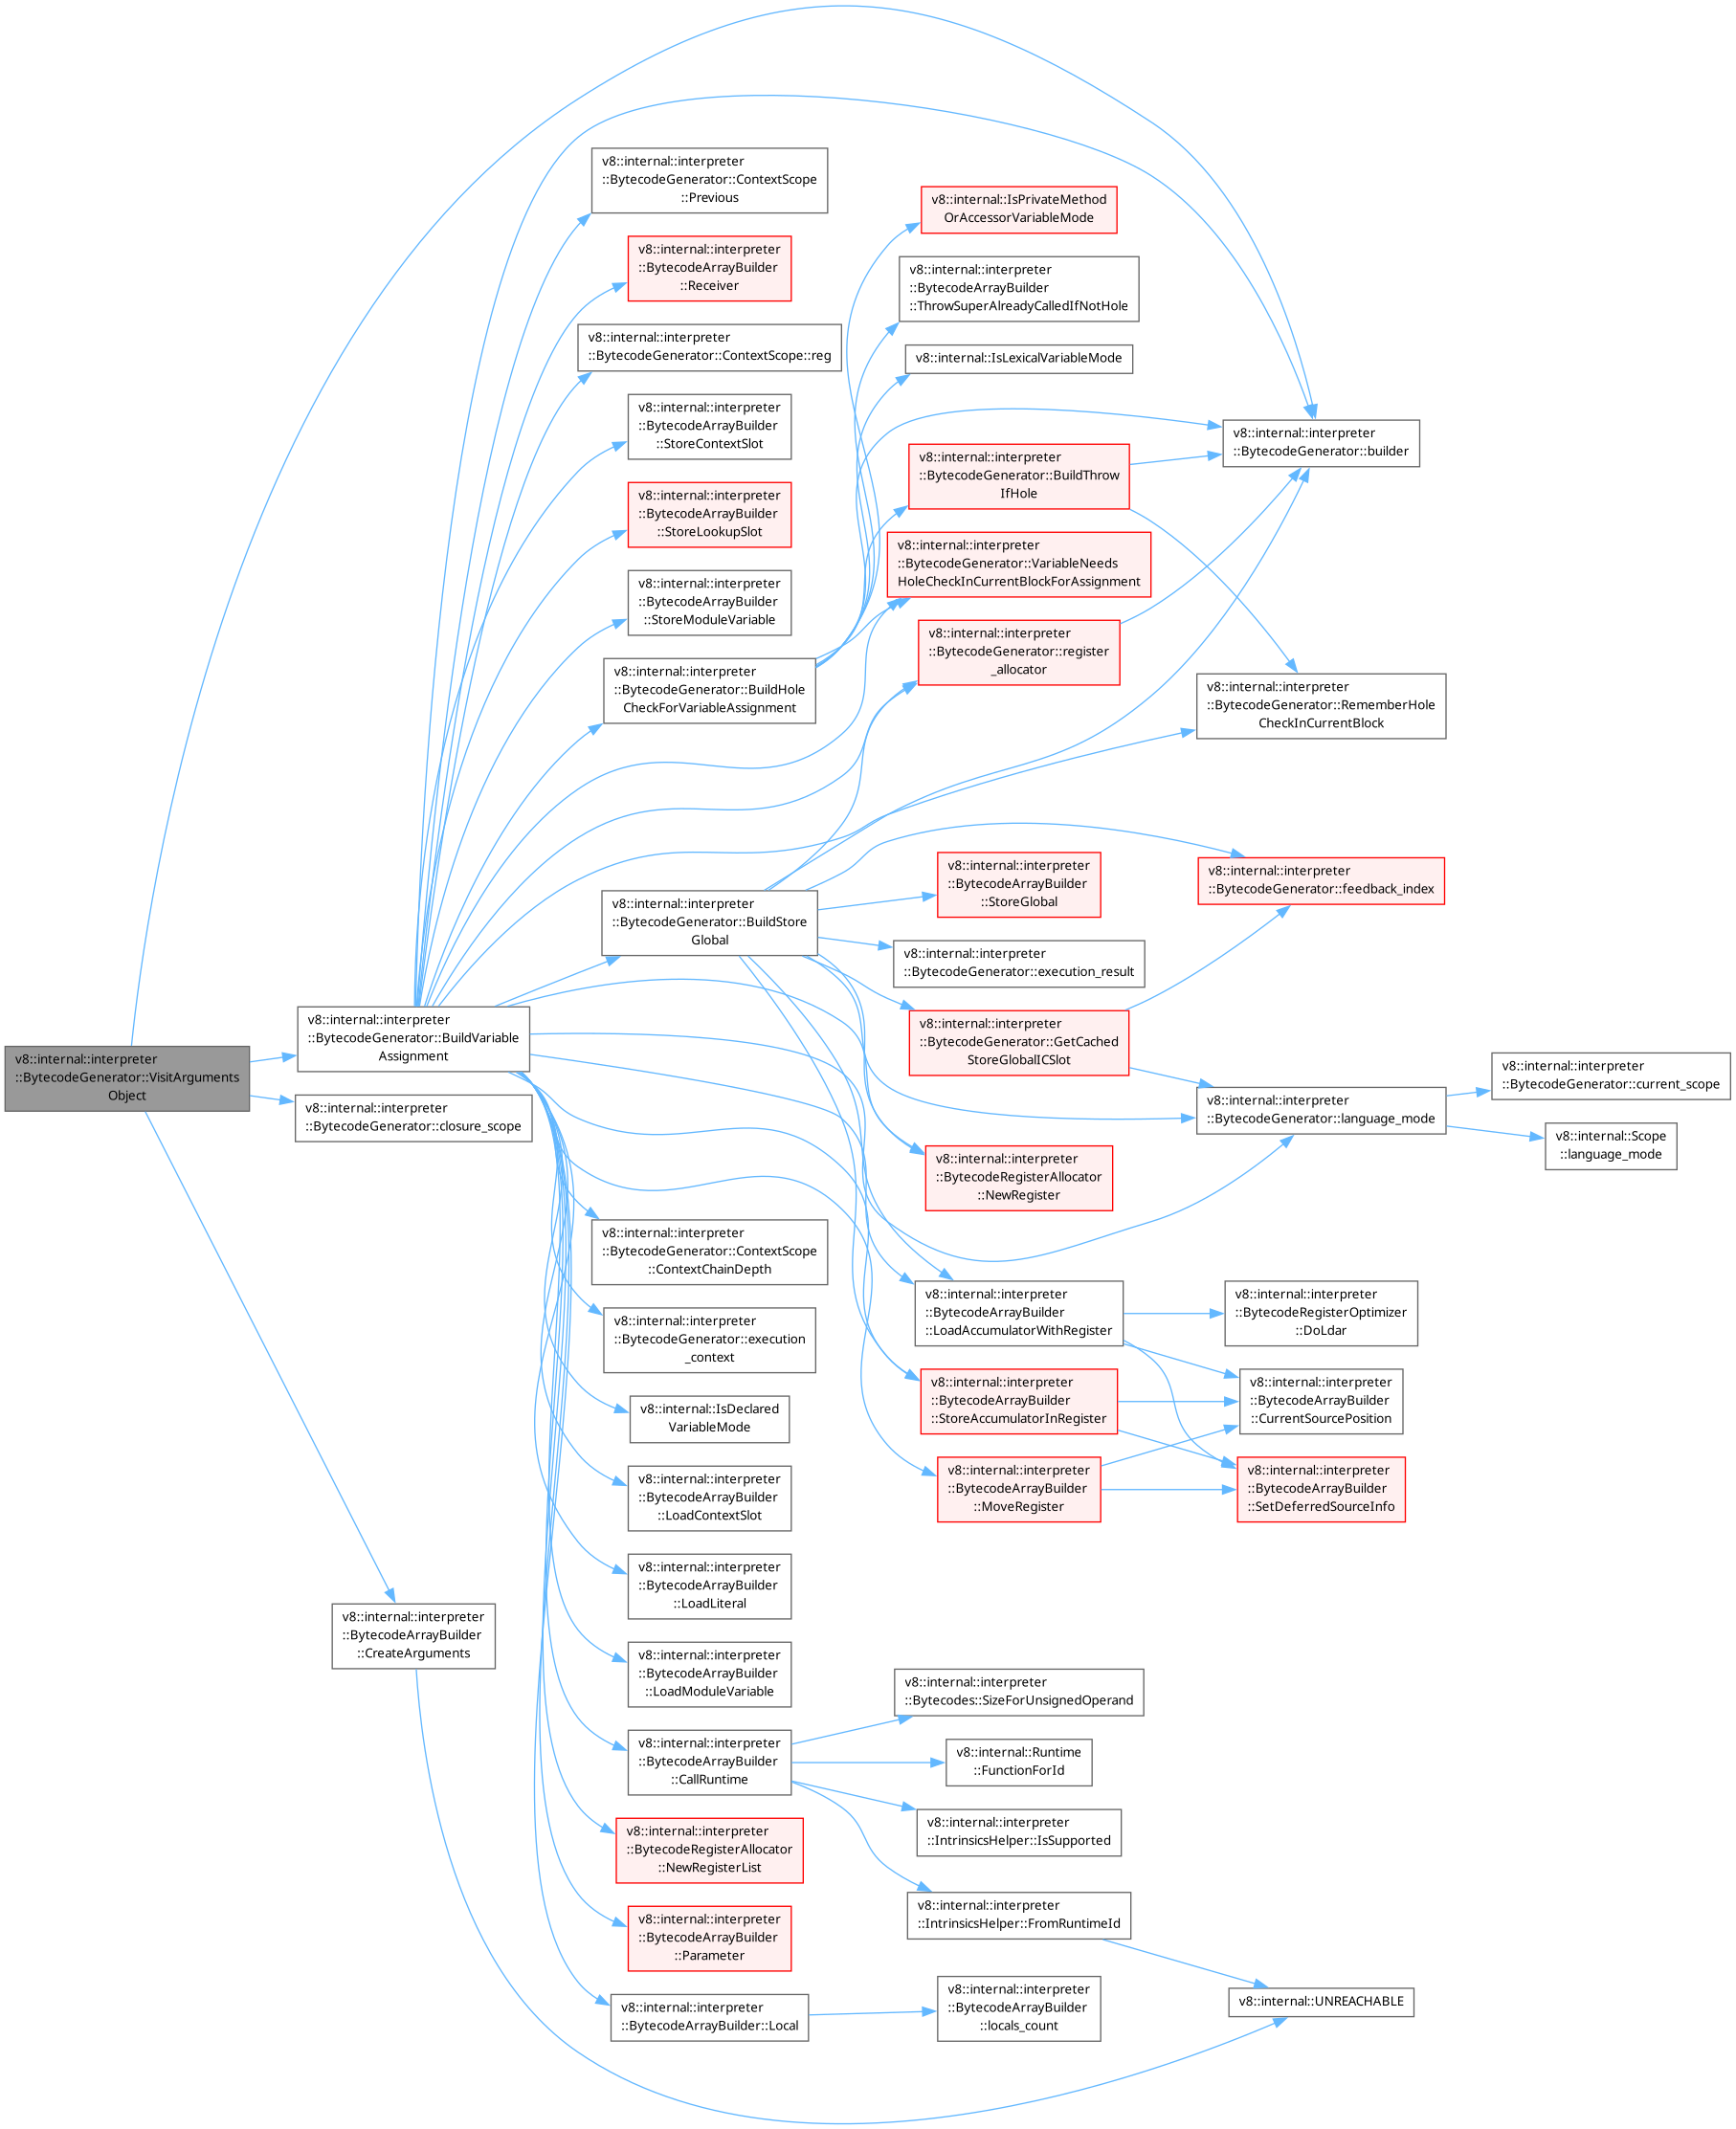 v8::internal::interpreter
::BytecodeGenerator::VisitArguments
Object
v8::internal::interpreter
::BytecodeGenerator::BuildVariable
Assignment
v8::internal::interpreter
::BytecodeGenerator::closure_scope
v8::internal::interpreter
::BytecodeArrayBuilder
::CreateArguments
v8::internal::interpreter
::BytecodeGenerator::ContextScope
::Previous
v8::internal::interpreter
::BytecodeArrayBuilder
::Receiver
v8::internal::interpreter
::BytecodeGenerator::ContextScope::reg
v8::internal::interpreter
::BytecodeArrayBuilder
::StoreContextSlot
v8::internal::interpreter
::BytecodeArrayBuilder
::StoreLookupSlot
v8::internal::interpreter
::BytecodeArrayBuilder
::StoreModuleVariable
v8::internal::interpreter
::BytecodeGenerator::BuildHole
CheckForVariableAssignment
v8::internal::interpreter
::BytecodeGenerator::BuildStore
Global
v8::internal::interpreter
::BytecodeGenerator::ContextScope
::ContextChainDepth
v8::internal::interpreter
::BytecodeGenerator::execution
_context
v8::internal::IsDeclared
VariableMode
v8::internal::interpreter
::BytecodeArrayBuilder
::LoadContextSlot
v8::internal::interpreter
::BytecodeArrayBuilder
::LoadLiteral
v8::internal::interpreter
::BytecodeArrayBuilder
::LoadModuleVariable
v8::internal::interpreter
::BytecodeArrayBuilder
::CallRuntime
v8::internal::interpreter
::BytecodeRegisterAllocator
::NewRegisterList
v8::internal::interpreter
::BytecodeArrayBuilder
::Parameter
v8::internal::interpreter
::BytecodeArrayBuilder::Local
v8::internal::IsPrivateMethod
OrAccessorVariableMode
v8::internal::interpreter
::BytecodeArrayBuilder
::ThrowSuperAlreadyCalledIfNotHole
v8::internal::IsLexicalVariableMode
v8::internal::interpreter
::BytecodeGenerator::BuildThrow
IfHole
v8::internal::interpreter
::BytecodeGenerator::VariableNeeds
HoleCheckInCurrentBlockForAssignment
v8::internal::interpreter
::BytecodeGenerator::register
_allocator
v8::internal::interpreter
::BytecodeArrayBuilder
::StoreGlobal
v8::internal::interpreter
::BytecodeGenerator::execution_result
v8::internal::interpreter
::BytecodeGenerator::GetCached
StoreGlobalICSlot
v8::internal::interpreter
::BytecodeRegisterAllocator
::NewRegister
v8::internal::interpreter
::BytecodeArrayBuilder
::LoadAccumulatorWithRegister
v8::internal::interpreter
::BytecodeArrayBuilder
::StoreAccumulatorInRegister
v8::internal::interpreter
::BytecodeArrayBuilder
::MoveRegister
v8::internal::interpreter
::Bytecodes::SizeForUnsignedOperand
v8::internal::Runtime
::FunctionForId
v8::internal::interpreter
::IntrinsicsHelper::IsSupported
v8::internal::interpreter
::IntrinsicsHelper::FromRuntimeId
v8::internal::interpreter
::BytecodeArrayBuilder
::locals_count
v8::internal::interpreter
::BytecodeGenerator::builder
v8::internal::interpreter
::BytecodeGenerator::RememberHole
CheckInCurrentBlock
v8::internal::interpreter
::BytecodeGenerator::feedback_index
v8::internal::interpreter
::BytecodeGenerator::language_mode
v8::internal::interpreter
::BytecodeRegisterOptimizer
::DoLdar
v8::internal::interpreter
::BytecodeArrayBuilder
::CurrentSourcePosition
v8::internal::interpreter
::BytecodeArrayBuilder
::SetDeferredSourceInfo
v8::internal::UNREACHABLE
v8::internal::interpreter
::BytecodeGenerator::current_scope
v8::internal::Scope
::language_mode